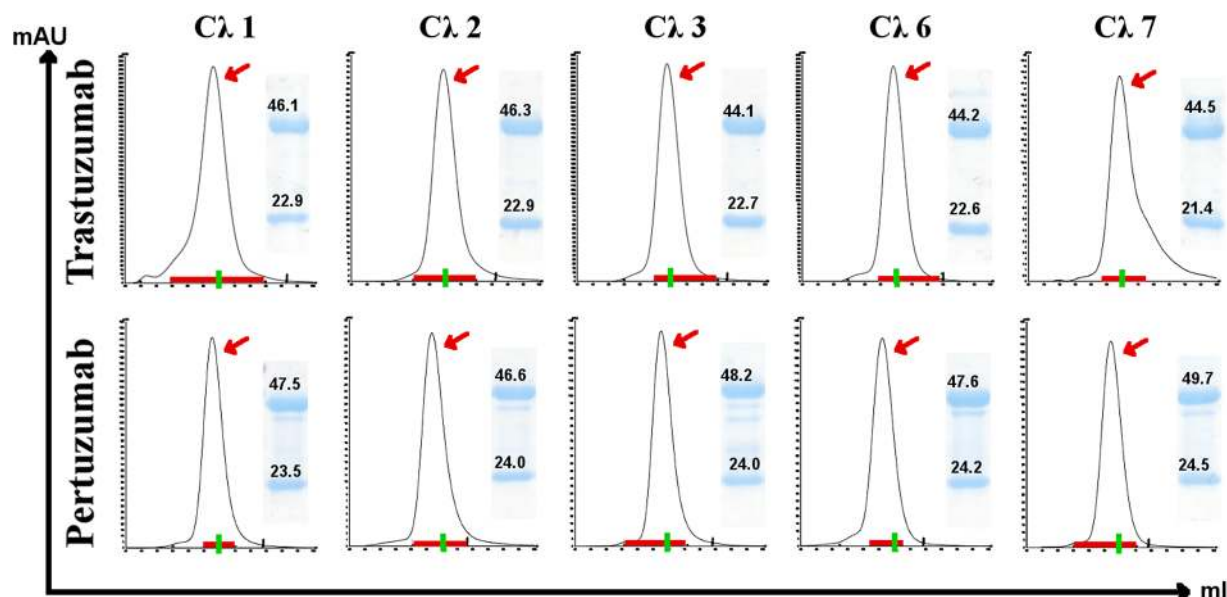 Cλ 1 Cλ 2 Cλ 3 Cλ 6 Cλ 7
mAU
Trastuzumab
46.1 46.3 44.1 44.2 44.5
22.9 22.9 22.7 22.6 21.4
Pertuzumab
47.5 46.6 48.2 47.6 49.7
23.5 24.0 24.0 24.2 24.5
ml